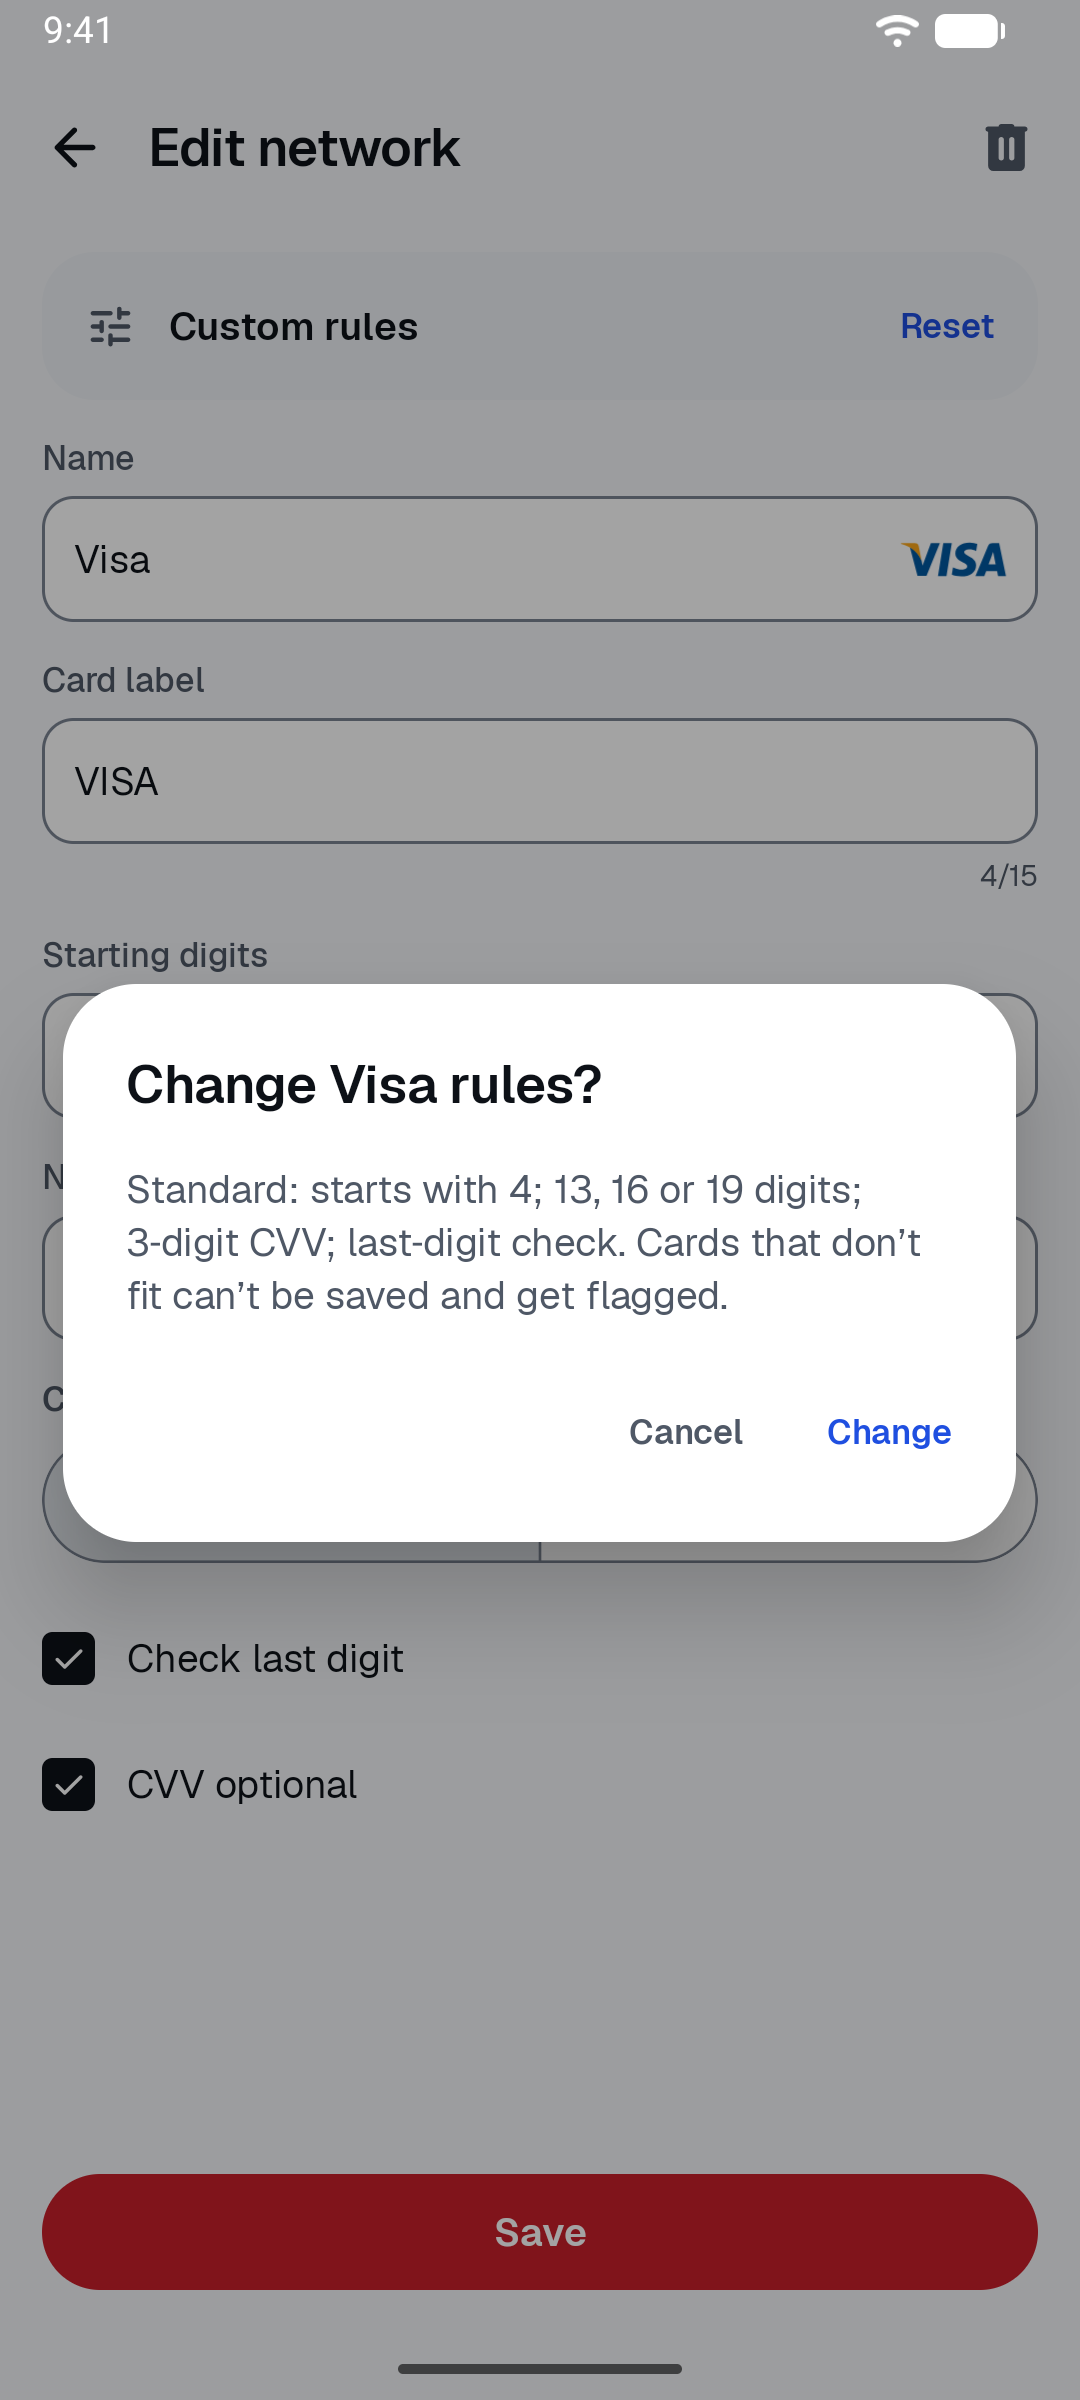 9:41
Edit network
Custom rules
Reset
Name
Visa
VISA
Card label
VISA
4/15
Starting digits
Change Visa rules?
Standard: starts with 4; 13, 16 or 19 digits;
3-digit CVV; last-digit check. Cards that don’t
fit can’t be saved and get flagged.
Cancel
Change
Check last digit
CVV optional
Save